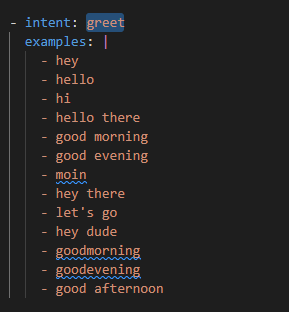 - intent: greet
examples: |
- hey
- hello
- hi
- hello there
- good morning
- good evening
- moin
- hey there
- let's go
- hey dude
- goodmorning
- goodevening
- good afternoon